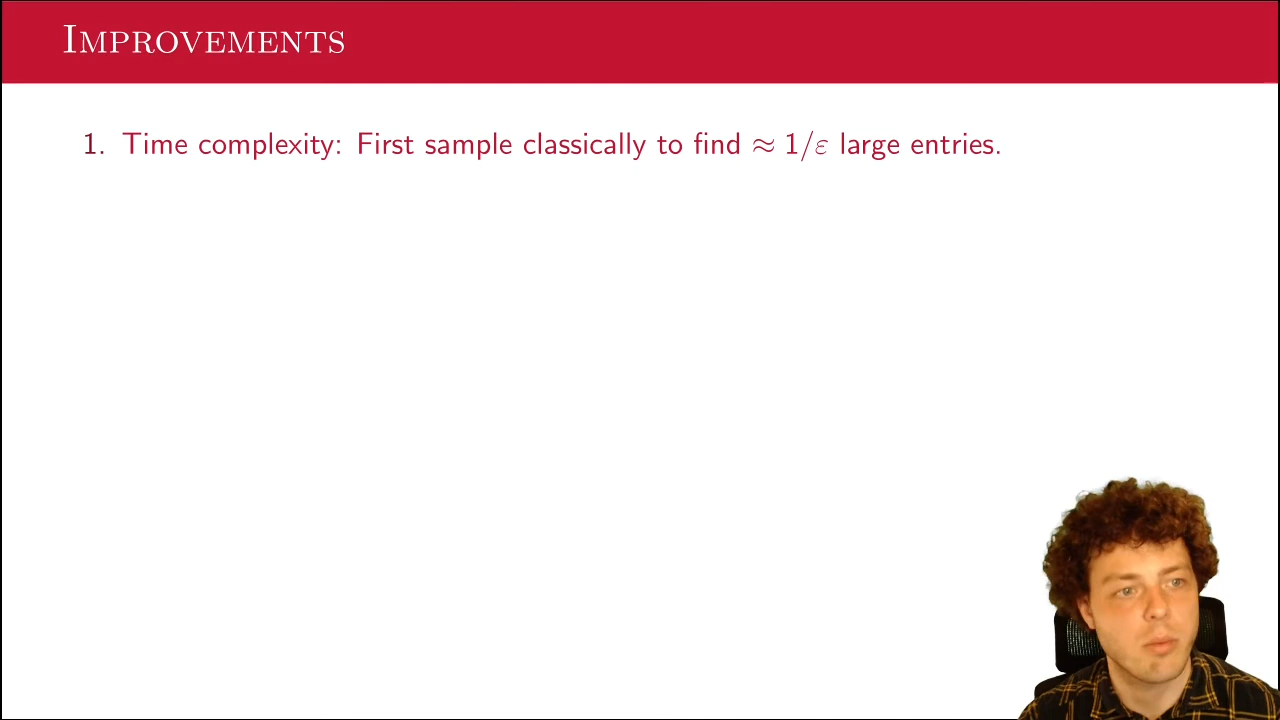 Improvements
1. Time complexity: First sample classically to find ≈ 1/ε large entries.